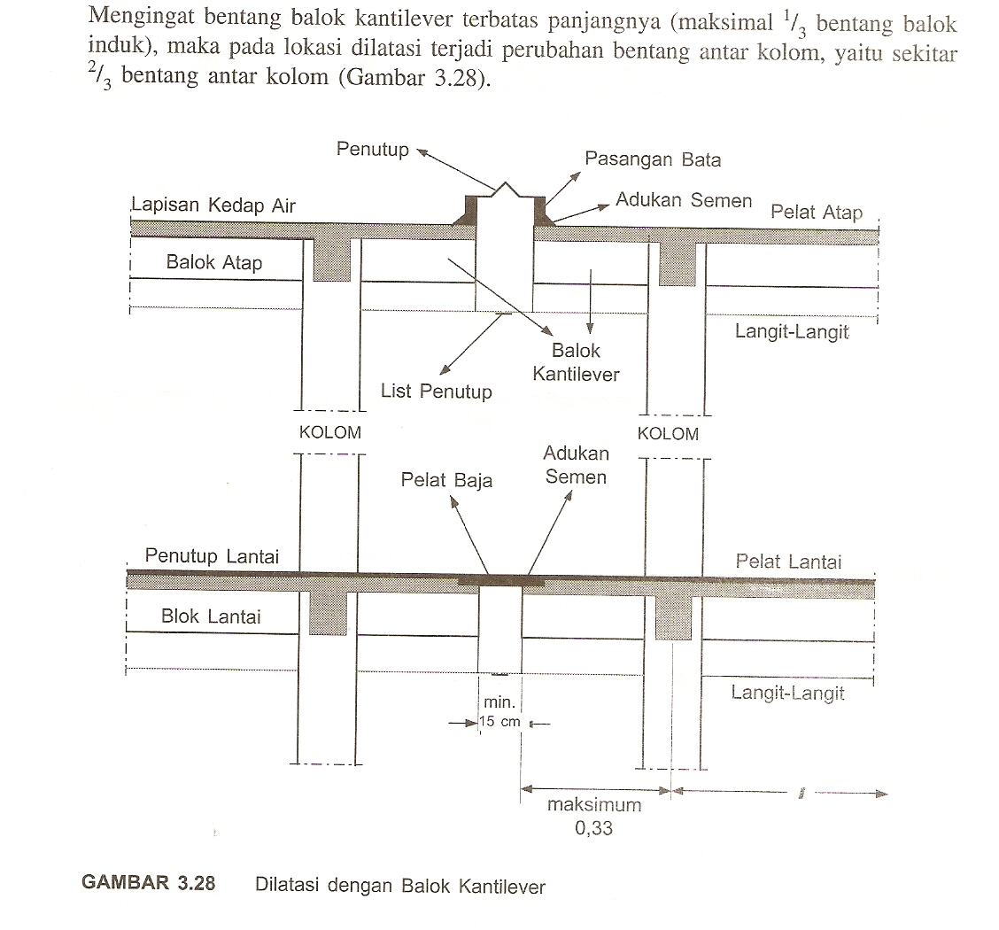 Mengingat bentang balok kantilever terbatas panjangnya (maksimal 1/3 bentang balok
induk), maka pada lokasi dilatasi terjadi perubahan bentang antar kolom, yaitu sekitar
2/3 bentang antar kolom (Gambar 3.28).
Penutup
Pasangan Bata
Adukan Semen
Lapisan Kedap Air
Pelat Atap
Balok Atap
Langit-Langit
Balok
Kantilever
List Penutup
KOLOM
KOLOM
Adukan
Semen
Pelat Baja
Penutup Lantai
Pelat Lantai
Blok Lantai
Langit-Langit
min.
15 cm
l
maksimum
0,33
GAMBAR 3.28 Dilatasi dengan Balok Kantilever